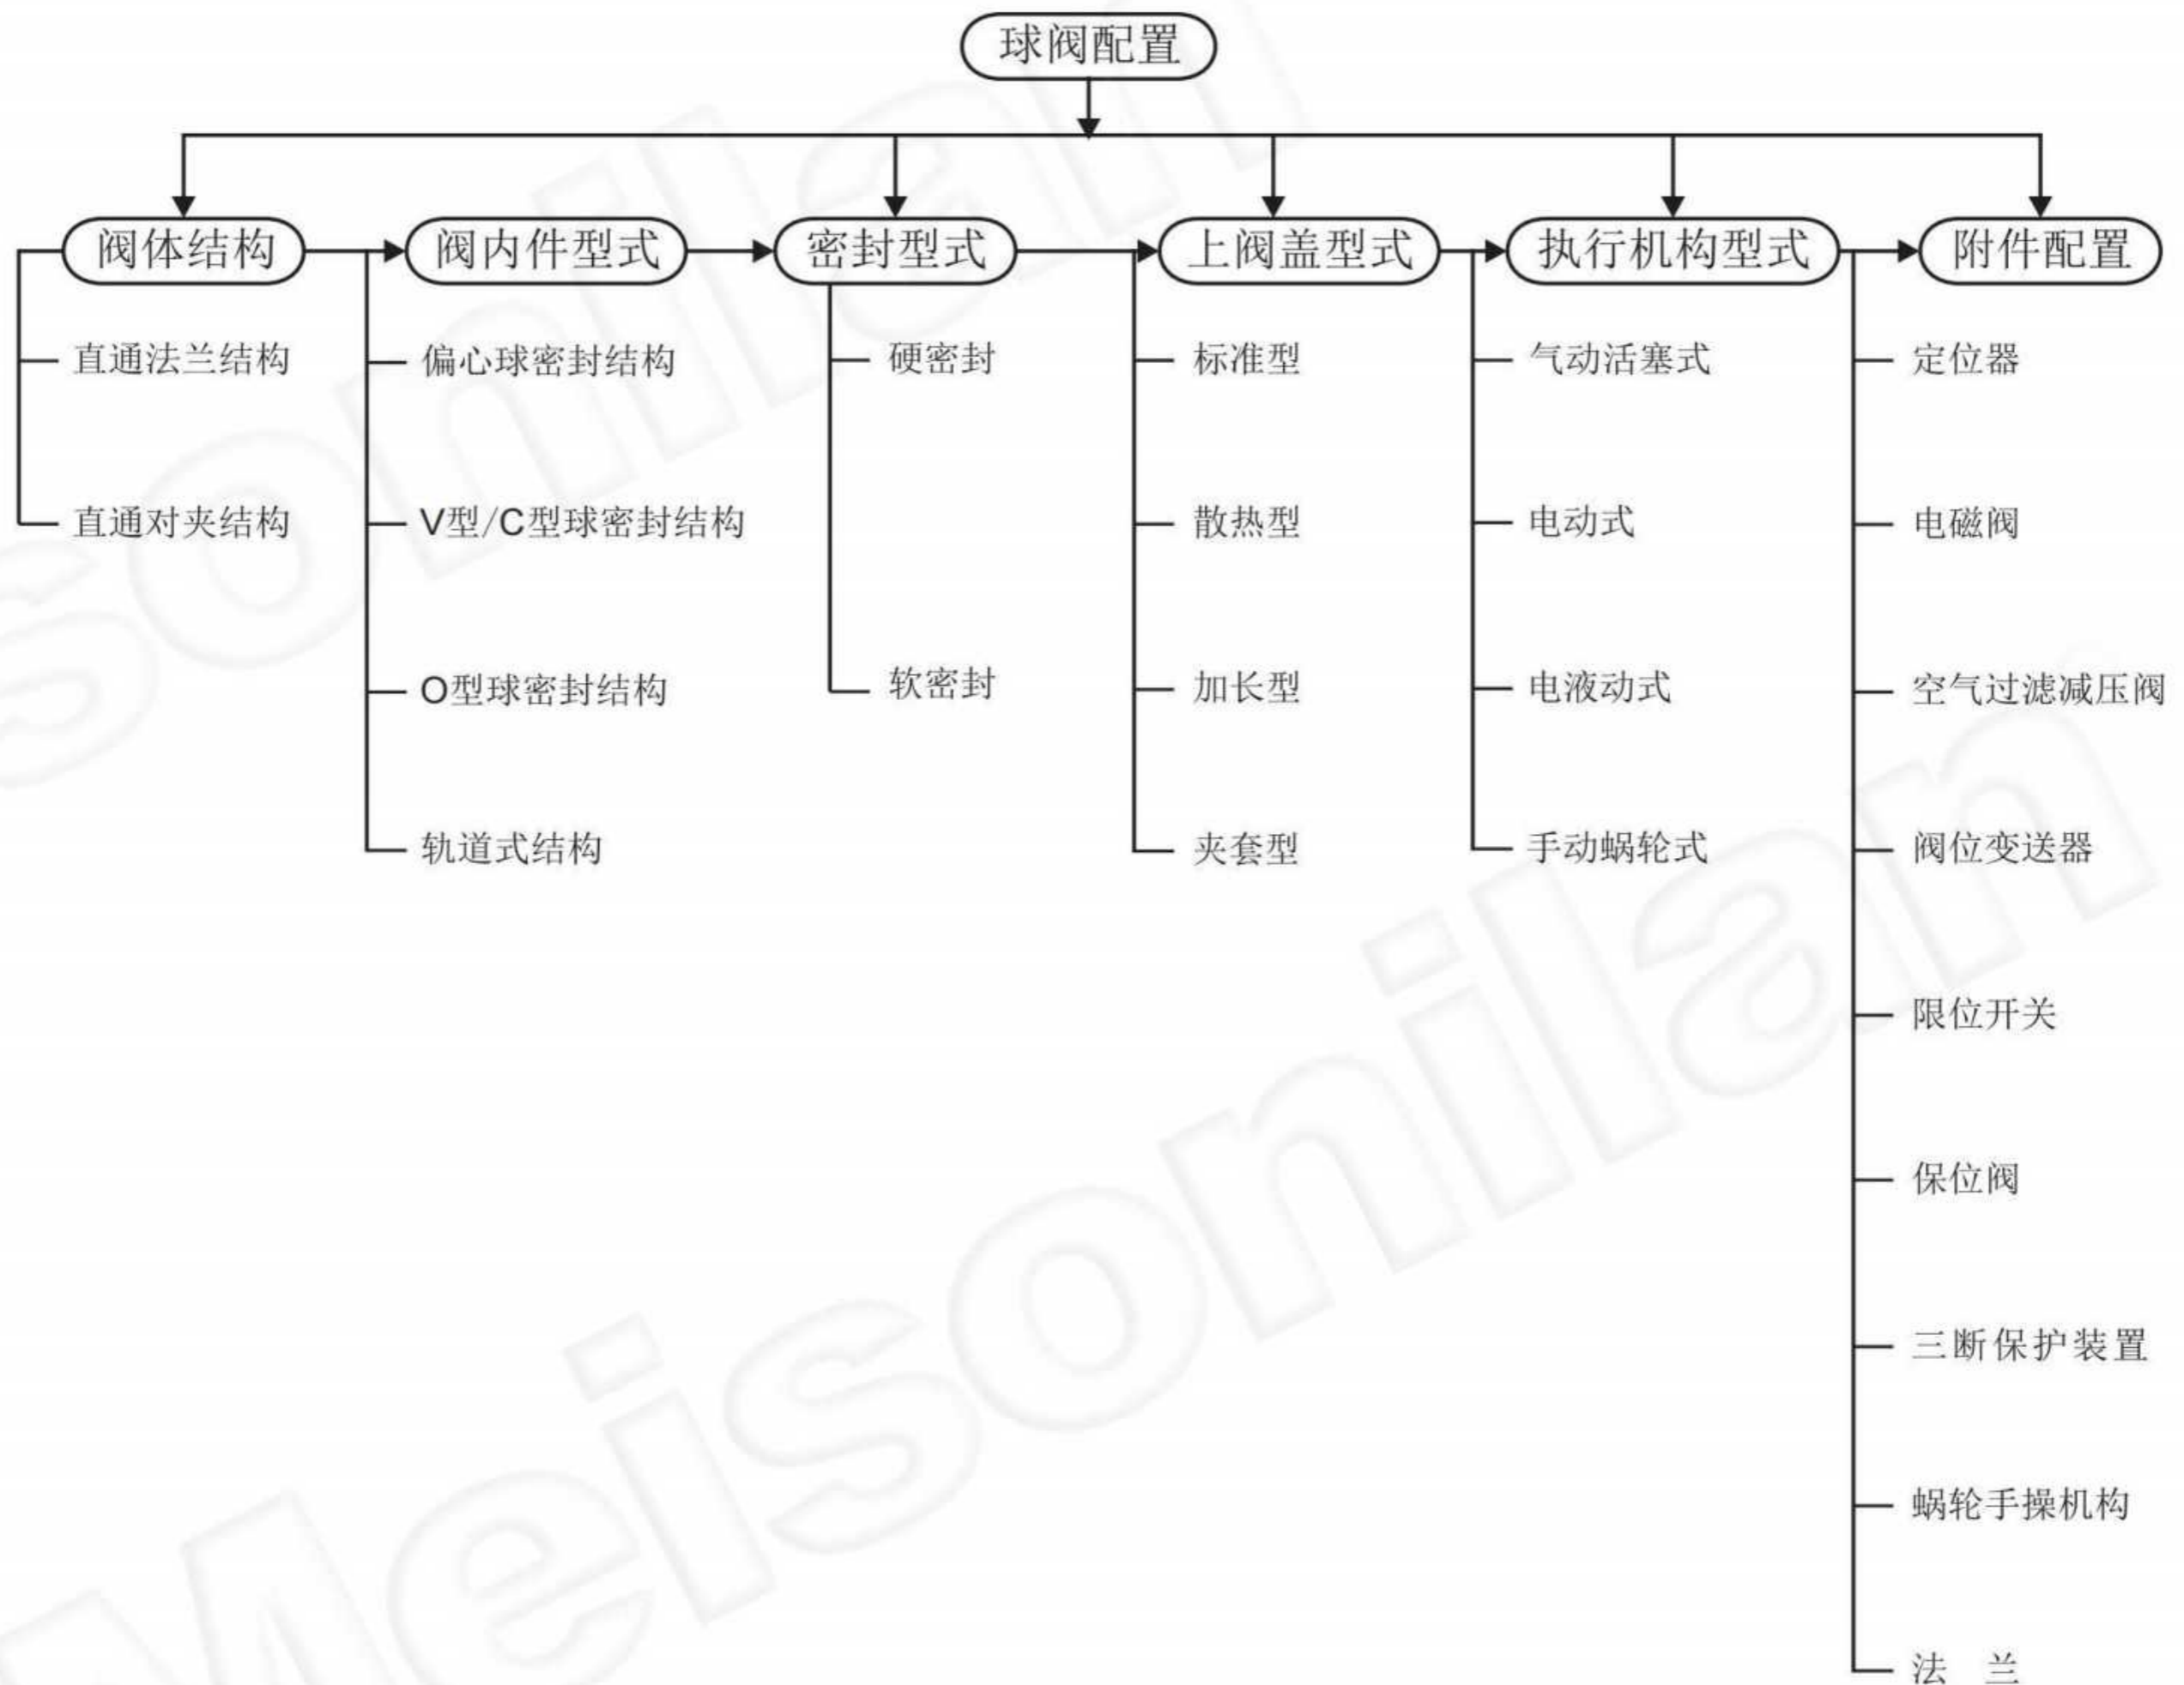 球阀配置
阀体结构
阀内件型式
密封型式
上阀盖型式
执行机构型式
附件配置
直通法兰结构
直通对夹结构
偏心球密封结构
V型/C型球密封结构
O型球密封结构
轨道式结构
硬密封
软密封
标准型
散热型
加长型
夹套型
气动活塞式
电动式
电液动式
手动蜗轮式
定位器
电磁阀
空气过滤减压阀
阀位变送器
限位开关
保位阀
三断保护装置
蜗轮手操机构
法 兰
sonilan
Meisonilan